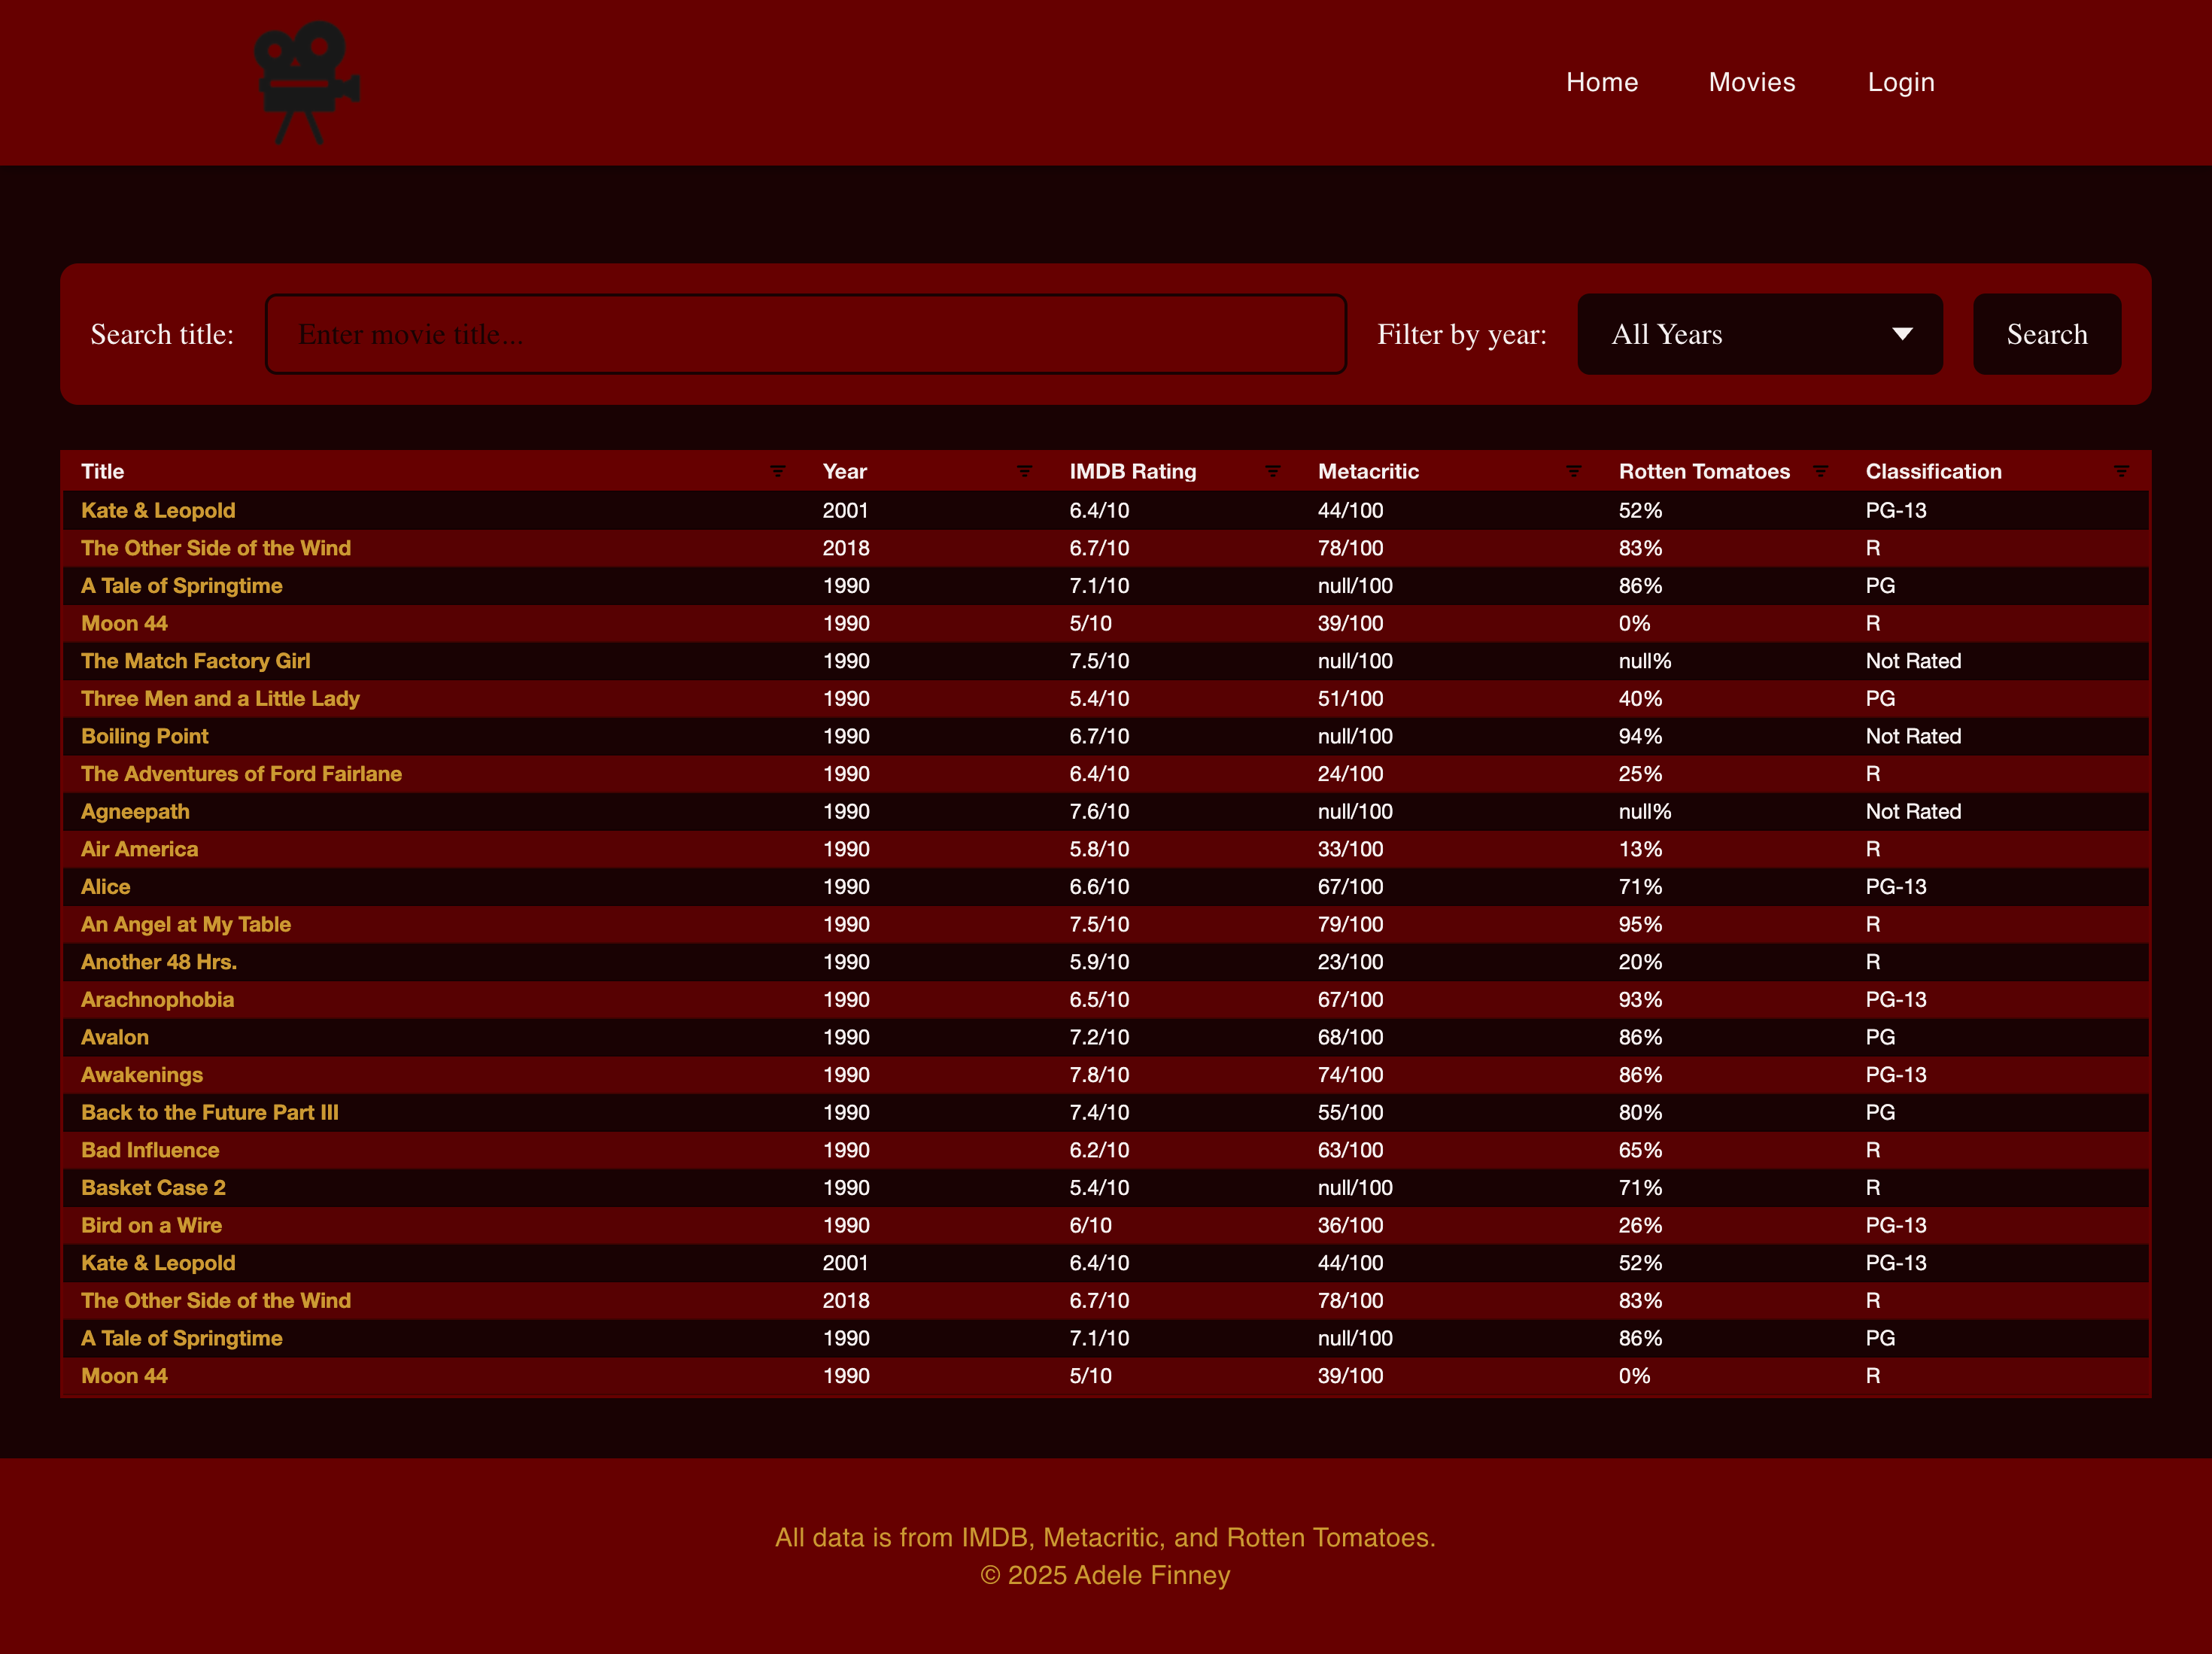 Home Movies Login
Search title: Enter movie title... Filter by year: All Years Search
Title Year IMDB Rating Metacritic Rotten Tomatoes Classification
Kate & Leopold 2001 6.4/10 44/100 52% PG-13
The Other Side of the Wind 2018 6.7/10 78/100 83% R
A Tale of Springtime 1990 7.1/10 null/100 86% PG
Moon 44 1990 5/10 39/100 0% R
The Match Factory Girl 1990 7.5/10 null/100 null% Not Rated
Three Men and a Little Lady 1990 5.4/10 51/100 40% PG
Boiling Point 1990 6.7/10 null/100 94% Not Rated
The Adventures of Ford Fairlane 1990 6.4/10 24/100 25% R
Agneepath 1990 7.6/10 null/100 null% Not Rated
Air America 1990 5.8/10 33/100 13% R
Alice 1990 6.6/10 67/100 71% PG-13
An Angel at My Table 1990 7.5/10 79/100 95% R
Another 48 Hrs. 1990 5.9/10 23/100 20% R
Arachnophobia 1990 6.5/10 67/100 93% PG-13
Avalon 1990 7.2/10 68/100 86% PG
Awakenings 1990 7.8/10 74/100 86% PG-13
Back to the Future Part III 1990 7.4/10 55/100 80% PG
Bad Influence 1990 6.2/10 63/100 65% R
Basket Case 2 1990 5.4/10 null/100 71% R
Bird on a Wire 1990 6/10 36/100 26% PG-13
Kate & Leopold 2001 6.4/10 44/100 52% PG-13
The Other Side of the Wind 2018 6.7/10 78/100 83% R
A Tale of Springtime 1990 7.1/10 null/100 86% PG
Moon 44 1990 5/10 39/100 0% R
All data is from IMDB, Metacritic, and Rotten Tomatoes.
© 2025 Adele Finney